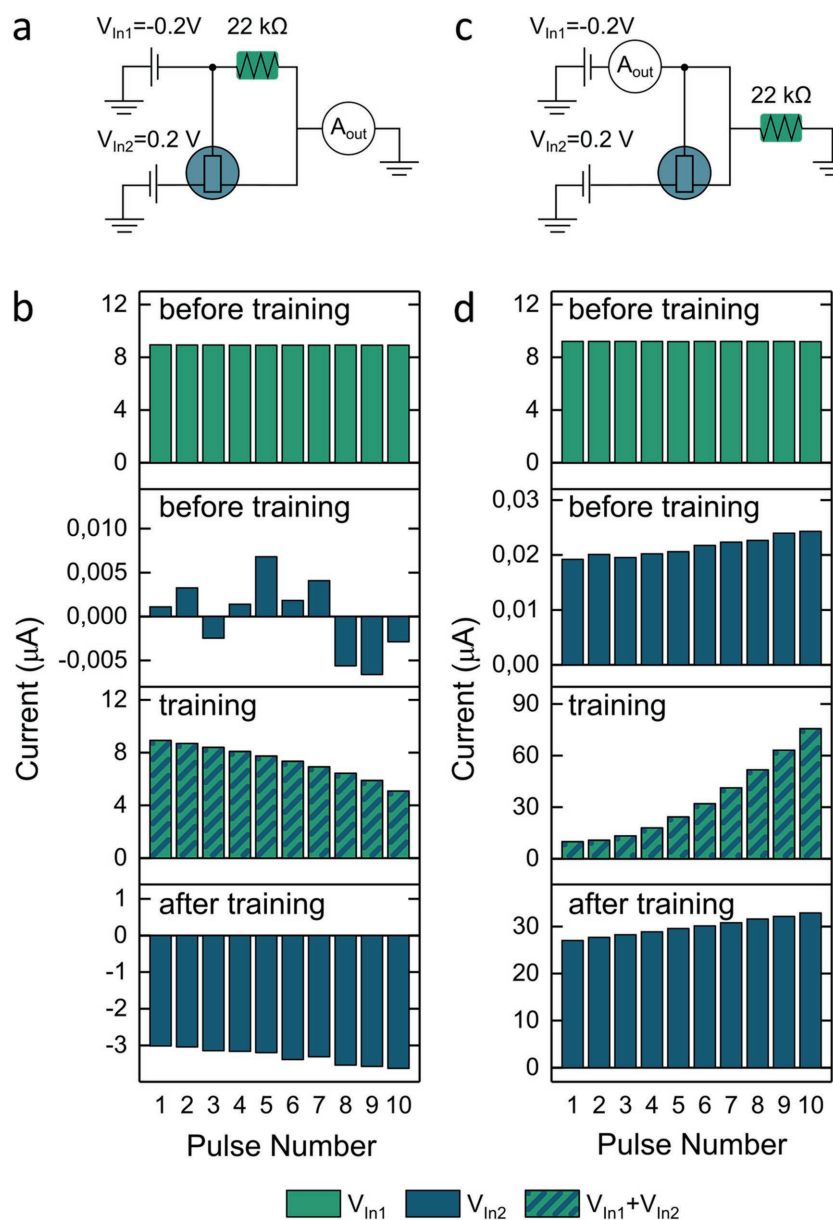 a
V_In1=-0.2V
22 kΩ
A_out
V_In2=0.2 V
c
V_In1=-0.2V
A_out
22 kΩ
V_In2=0.2 V
b
Current (µA)
before training
12
8
4
0
before training
0,010
0,005
0,000
-0,005
training
12
8
4
0
after training
1
0
-1
-2
-3
1 2 3 4 5 6 7 8 9 10
Pulse Number
d
Current (µA)
before training
12
8
4
0
before training
0,03
0,02
0,01
0,00
training
90
60
30
0
after training
30
20
10
0
1 2 3 4 5 6 7 8 9 10
Pulse Number
V_In1 V_In2 V_In1+V_In2